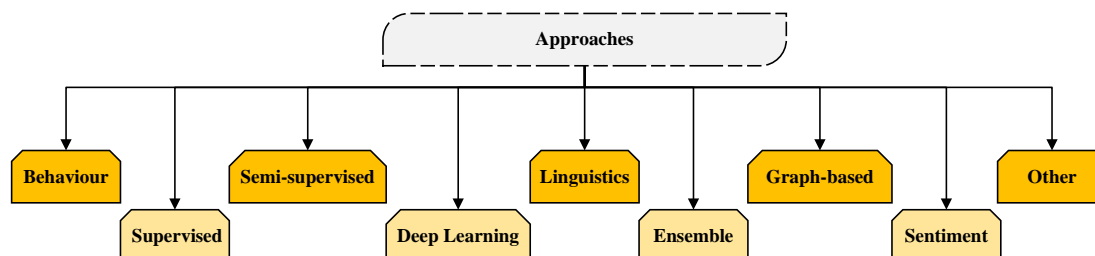 Approaches
Behaviour
Semi-supervised
Linguistics
Graph-based
Other
Supervised
Deep Learning
Ensemble
Sentiment